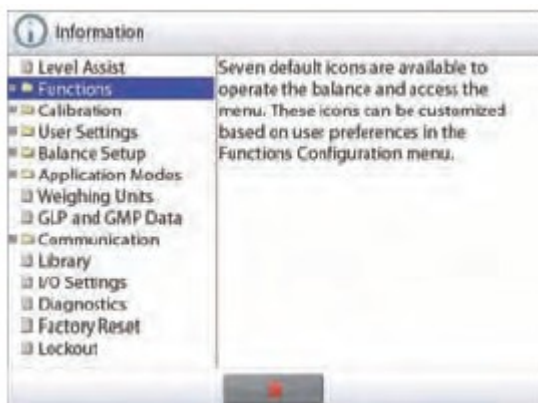 Information
Level Assist
Functions
Calibration
User Settings
Balance Setup
Application Modes
Weighing Units
GLP and GMP Data
Communication
Library
I/O Settings
Diagnostics
Factory Reset
Lockout
Seven default icons are available to
operate the balance and access the
menu. These icons can be customized
based on user preferences in the
Functions Configuration menu.